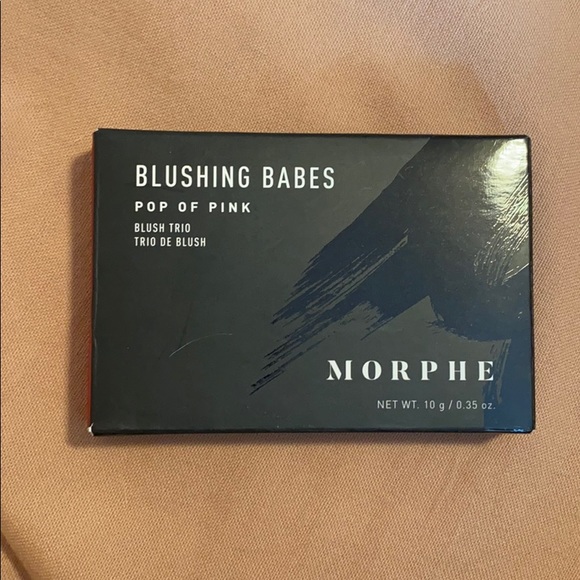 BLUSHING BABES
POP OF PINK
BLUSH TRIO
TRIO DE BLUSH
MORPHE
NET WT. 10 g / 0.35 oz.